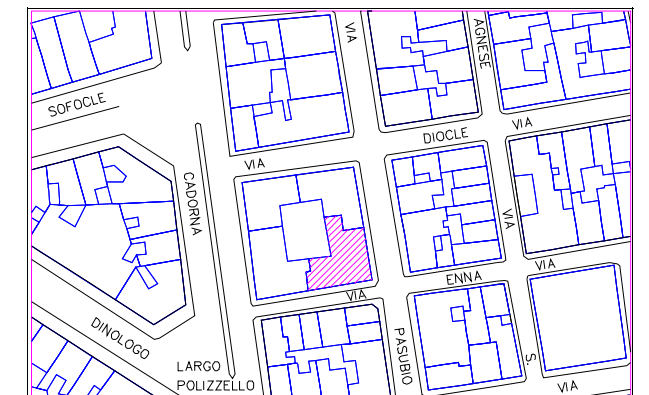 VIA
AGNESE
SOFOCLE
VIA
DIOCLE
VIA
CADORNA
VIA
VIA
ENNA
VIA
DINOLOGO
PASUBIO
S.
LARGO
POLIZZELLO
VIA